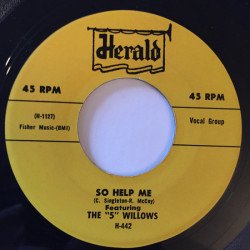 Herald
45 RPM
45 RPM
(H-1127)
Fisher Music-(BMI)
Vocal Group
SO HELP ME
(C. Singleton-R. McCoy)
Featuring
THE "5" WILLOWS
H-442